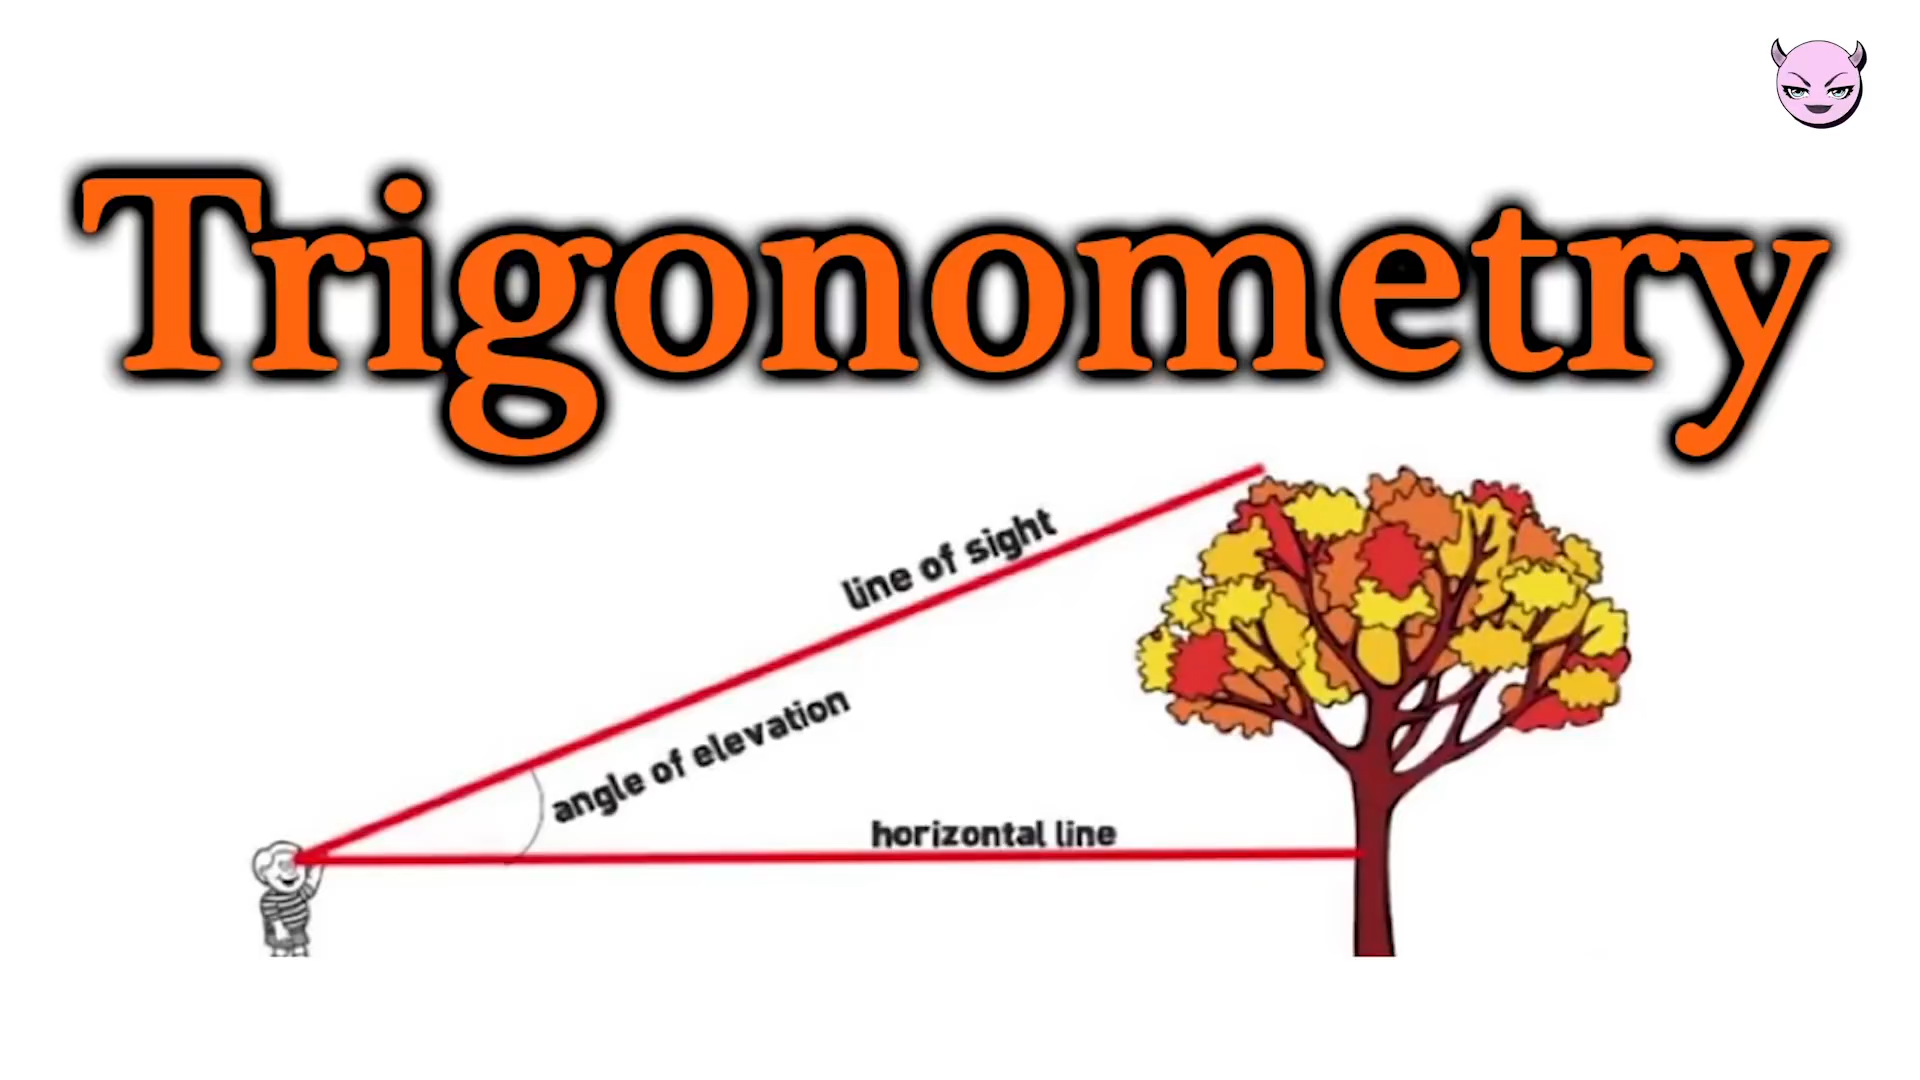 Trigonometry
line of sight
angle of elevation
horizontal line